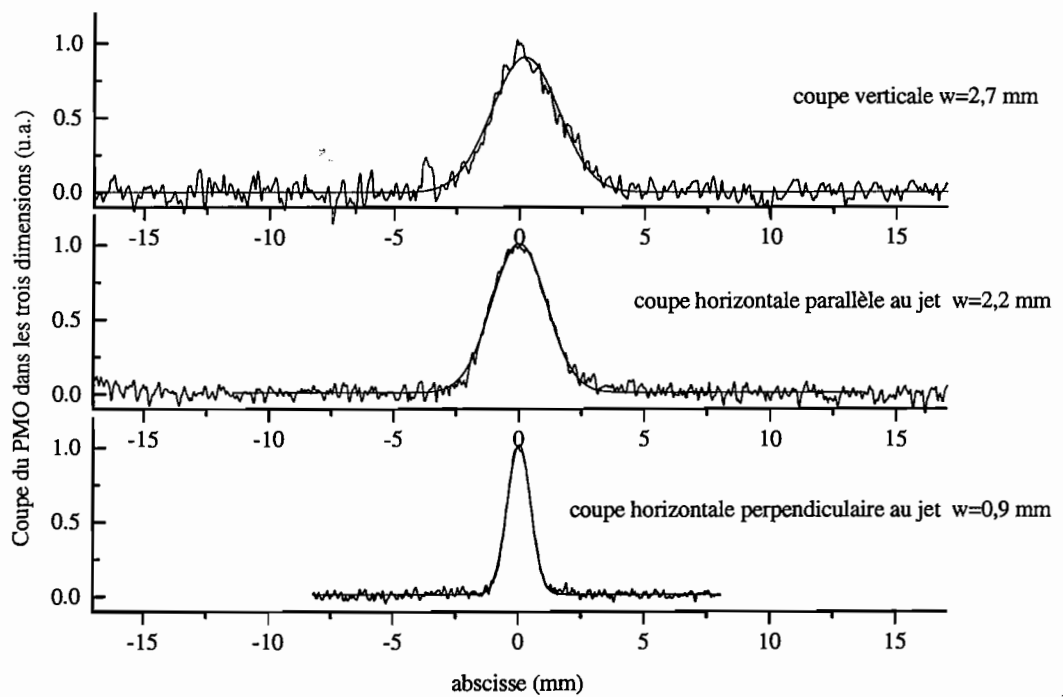 Coupe du PMO dans les trois dimensions (u.a.)
1.0
0.5
0.0
coupe verticale w=2,7 mm
-15 -10 -5 0 5 10 15
1.0
0.5
0.0
coupe horizontale parallèle au jet w=2,2 mm
-15 -10 -5 0 5 10 15
1.0
0.5
0.0
coupe horizontale perpendiculaire au jet w=0,9 mm
-15 -10 -5 0 5 10 15
abscisse (mm)